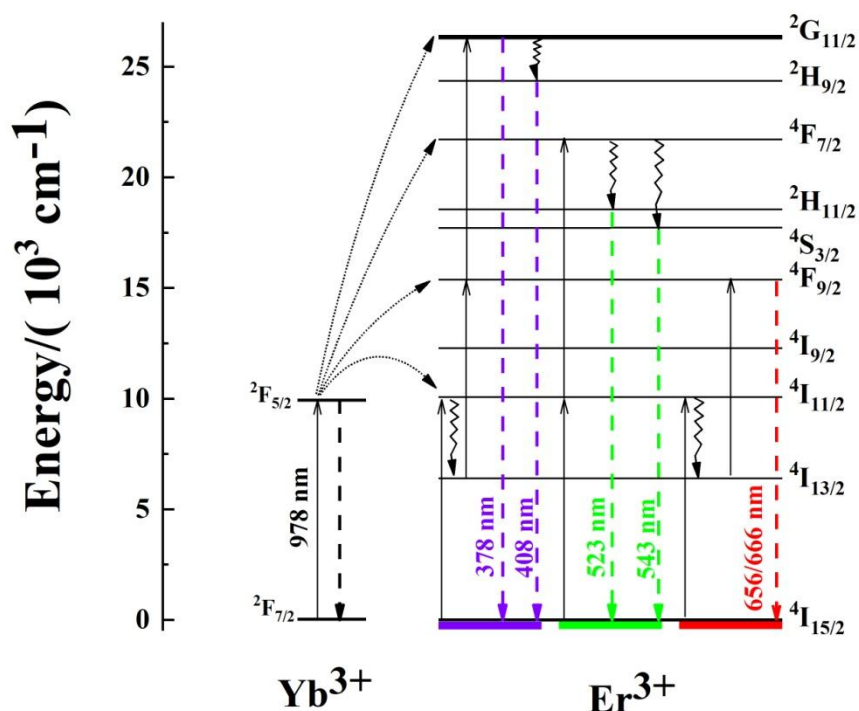 Energy/( 10³ cm⁻¹)
25
20
15
10
5
0
²F₅/₂
²F₇/₂
978 nm
Yb³⁺
²G₁₁/₂
²H₉/₂
⁴F₇/₂
²H₁₁/₂
⁴S₃/₂
⁴F₉/₂
⁴I₉/₂
⁴I₁₁/₂
⁴I₁₃/₂
⁴I₁₅/₂
378 nm
408 nm
523 nm
543 nm
656/666 nm
Er³⁺